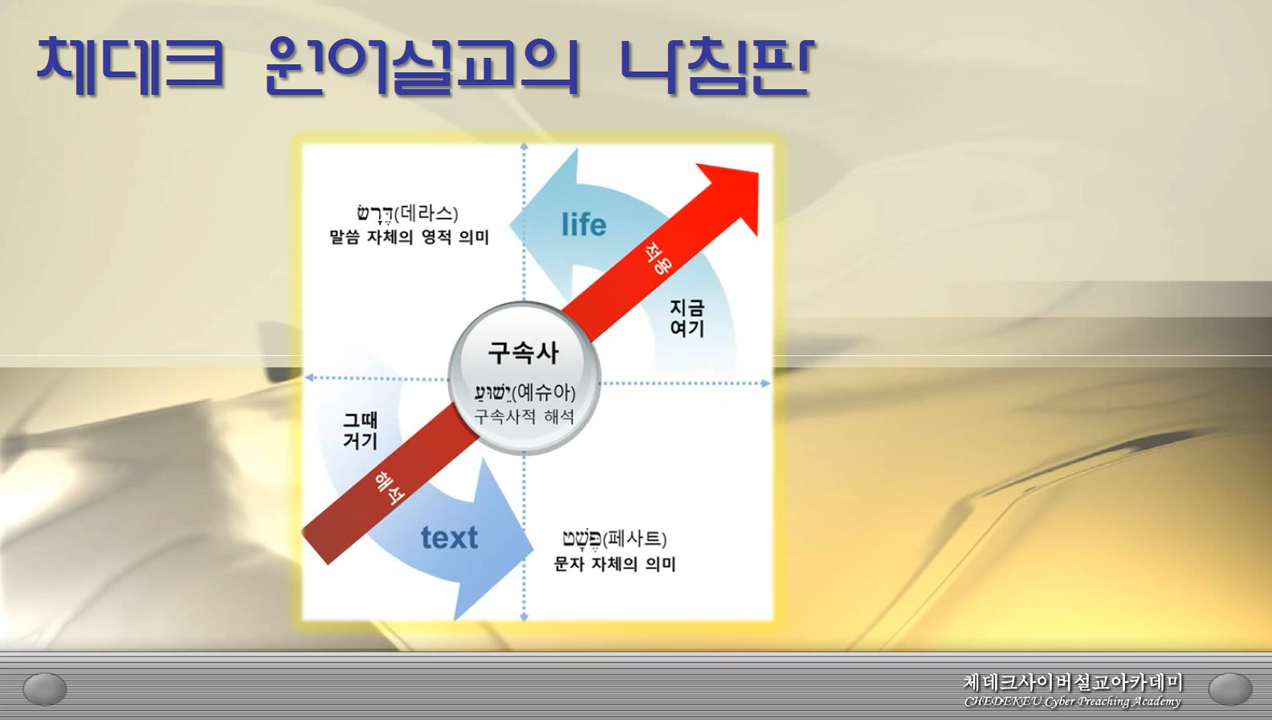 체데크 원어설교의 나침판
דֶּרָשׁ(데라스)
말씀 자체의 영적 의미
life
적용
지금
여기
구속사
יֵשׁוּעַ(예슈아)
구속사적 해석
그때
거기
해석
text
פְּשָׁט(페사트)
문자 자체의 의미
체데크사이버설교아카데미
CHEDEKEU Cyber Preaching Academy